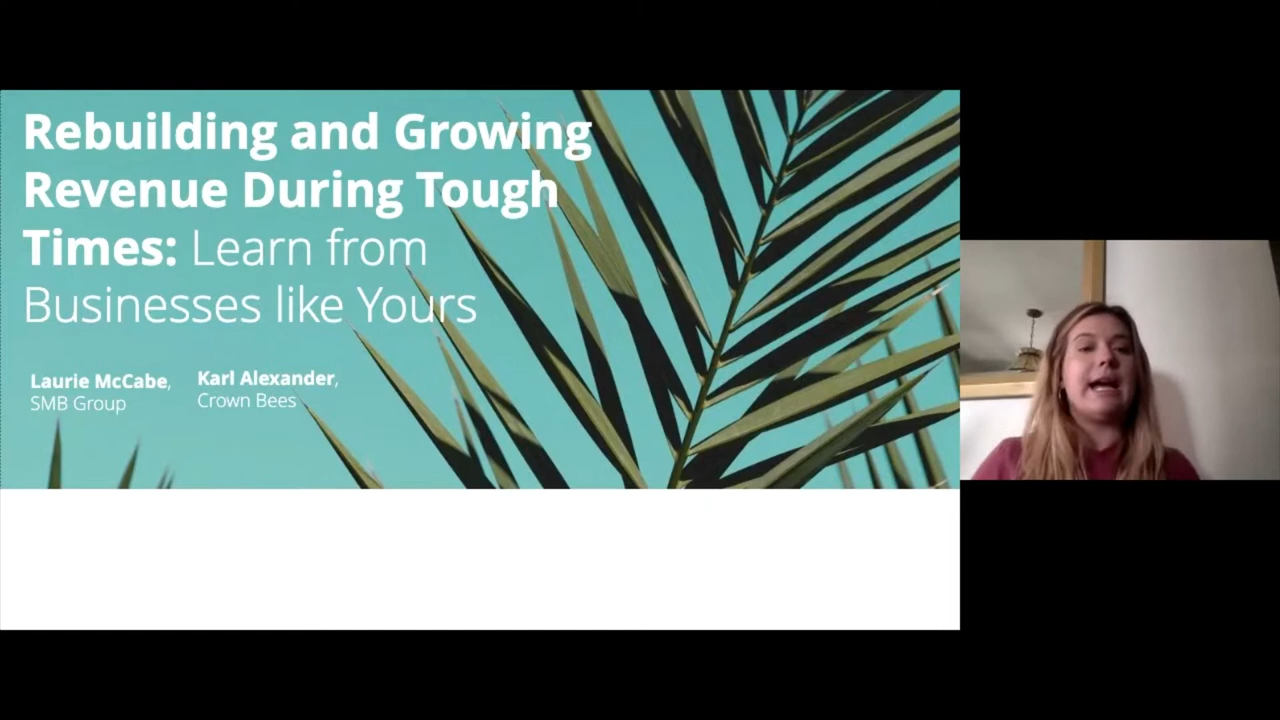 Rebuilding and Growing
Revenue During Tough
Times: Learn from
Businesses like Yours
Laurie McCabe, Karl Alexander,
SMB Group Crown Bees